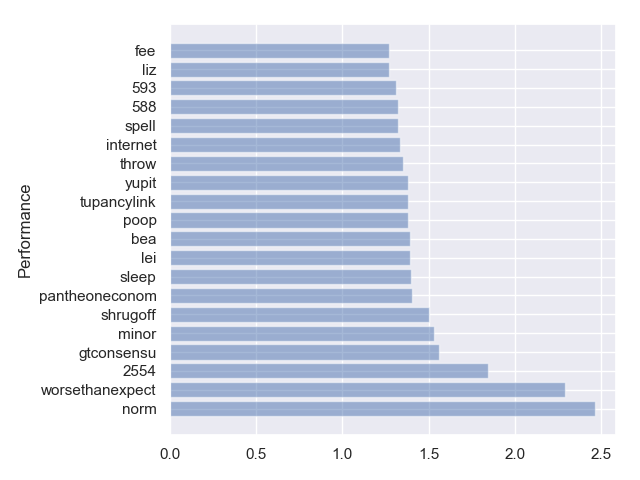 fee
liz
593
588
spell
internet
throw
yupit
tupancylink
poop
bea
lei
sleep
pantheoneconom
shrugoff
minor
gtconsensu
2554
worsethanexpect
norm
Performance
0.0 0.5 1.0 1.5 2.0 2.5